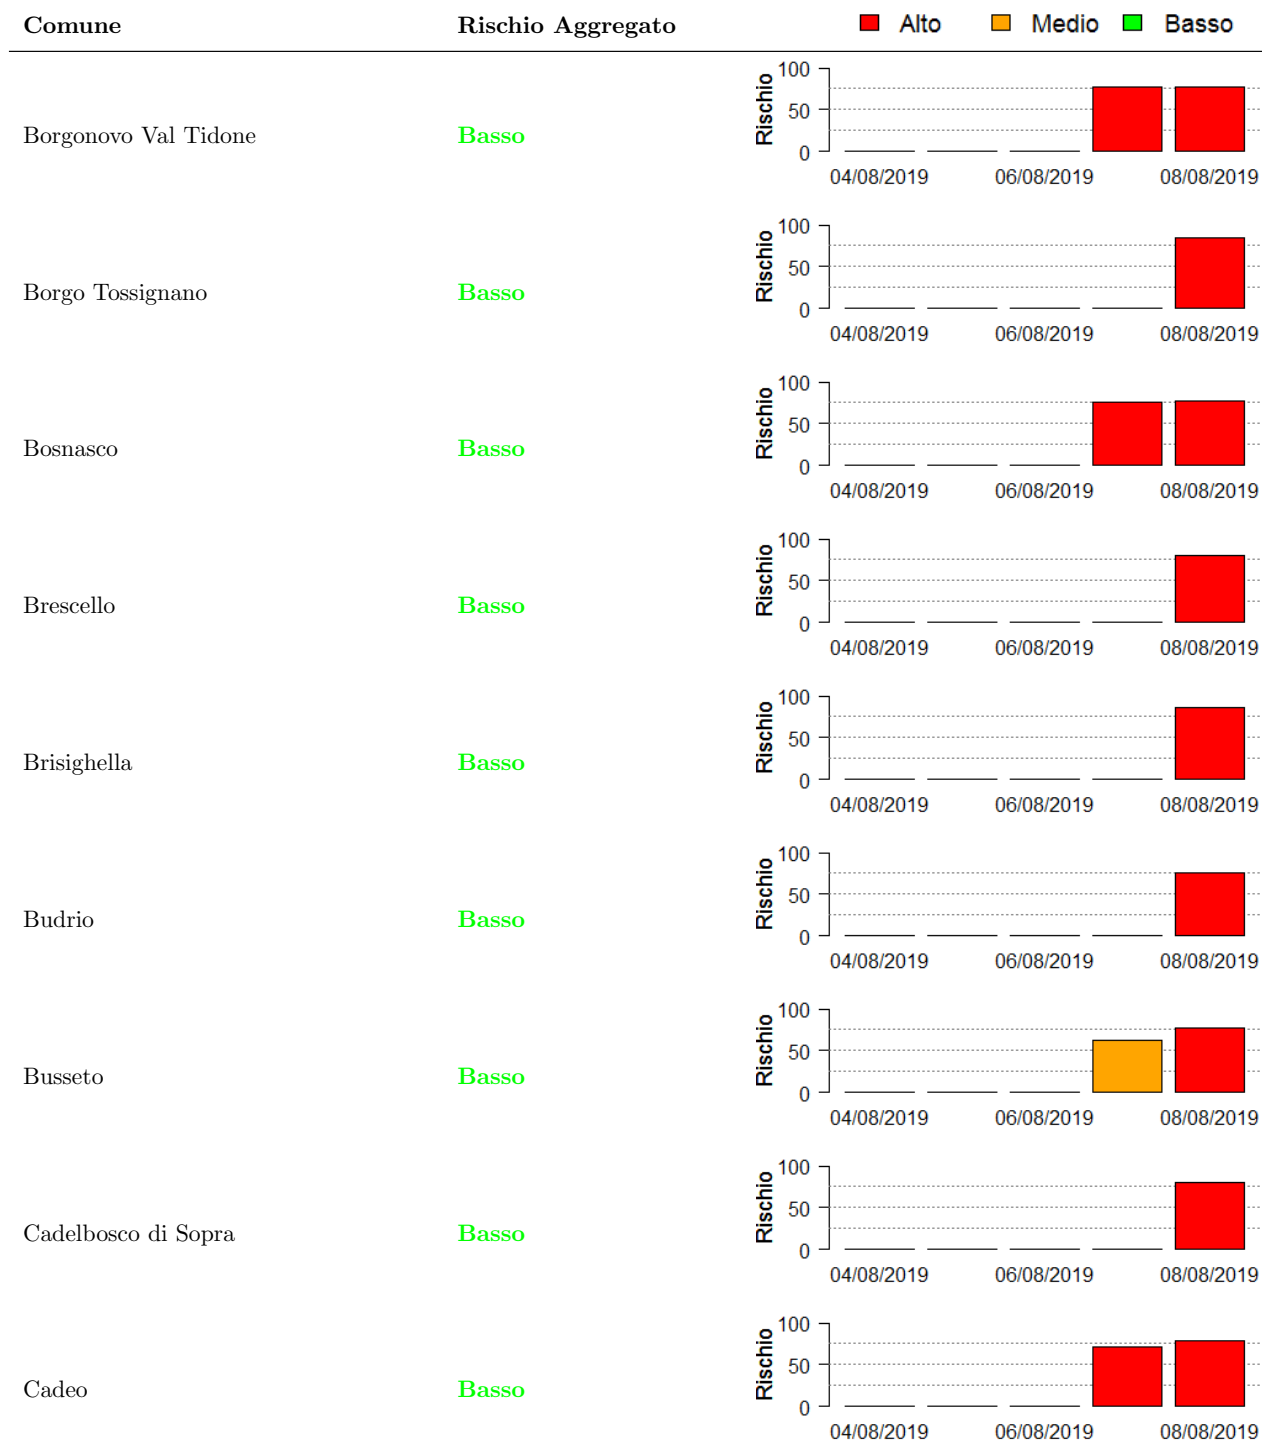 Comune Rischio Aggregato Alto Medio Basso
100
50
0
Rischio
Borgonovo Val Tidone Basso
04/08/2019 06/08/2019 08/08/2019
100
50
0
Rischio
Borgo Tossignano Basso
04/08/2019 06/08/2019 08/08/2019
100
50
0
Rischio
Bosnasco Basso
04/08/2019 06/08/2019 08/08/2019
100
50
0
Rischio
Brescello Basso
04/08/2019 06/08/2019 08/08/2019
100
50
0
Rischio
Brisighella Basso
04/08/2019 06/08/2019 08/08/2019
100
50
0
Rischio
Budrio Basso
04/08/2019 06/08/2019 08/08/2019
100
50
0
Rischio
Busseto Basso
04/08/2019 06/08/2019 08/08/2019
100
50
0
Rischio
Cadelbosco di Sopra Basso
04/08/2019 06/08/2019 08/08/2019
100
50
0
Rischio
Cadeo Basso
04/08/2019 06/08/2019 08/08/2019